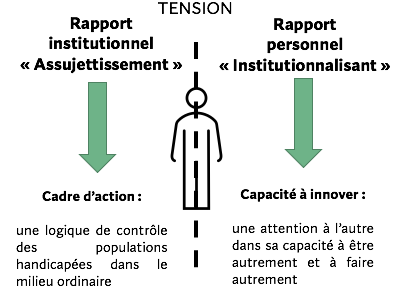 TENSION
Rapport
institutionnel
« Assujettissement »
Rapport
personnel
« Institutionnalisant »
Cadre d'action :
une logique de contrôle
des populations
handicapées dans le
milieu ordinaire
Capacité à innover :
une attention à l'autre
dans sa capacité à être
autrement et à faire
autrement